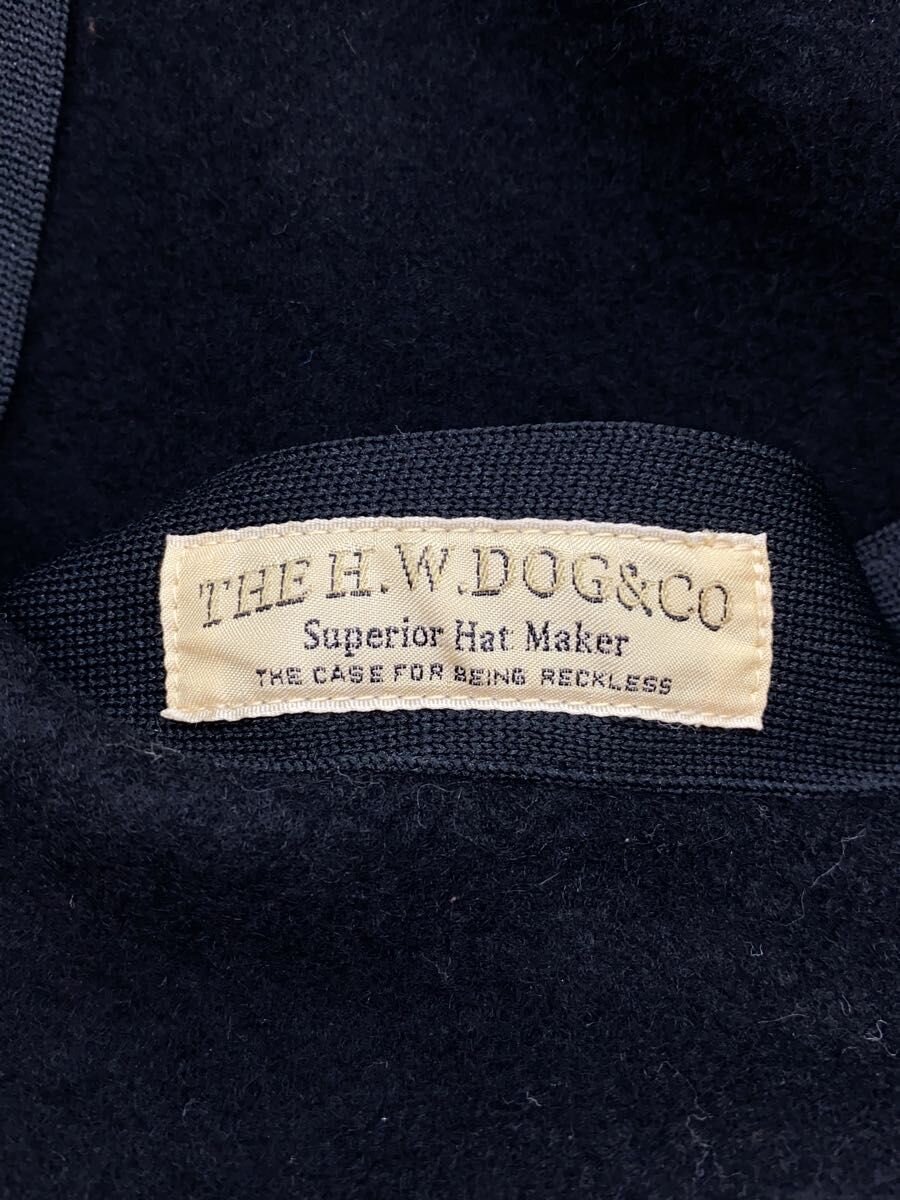 THE H.W.DOG&CO
Superior Hat Maker
THE CASE FOR BEING RECKLESS